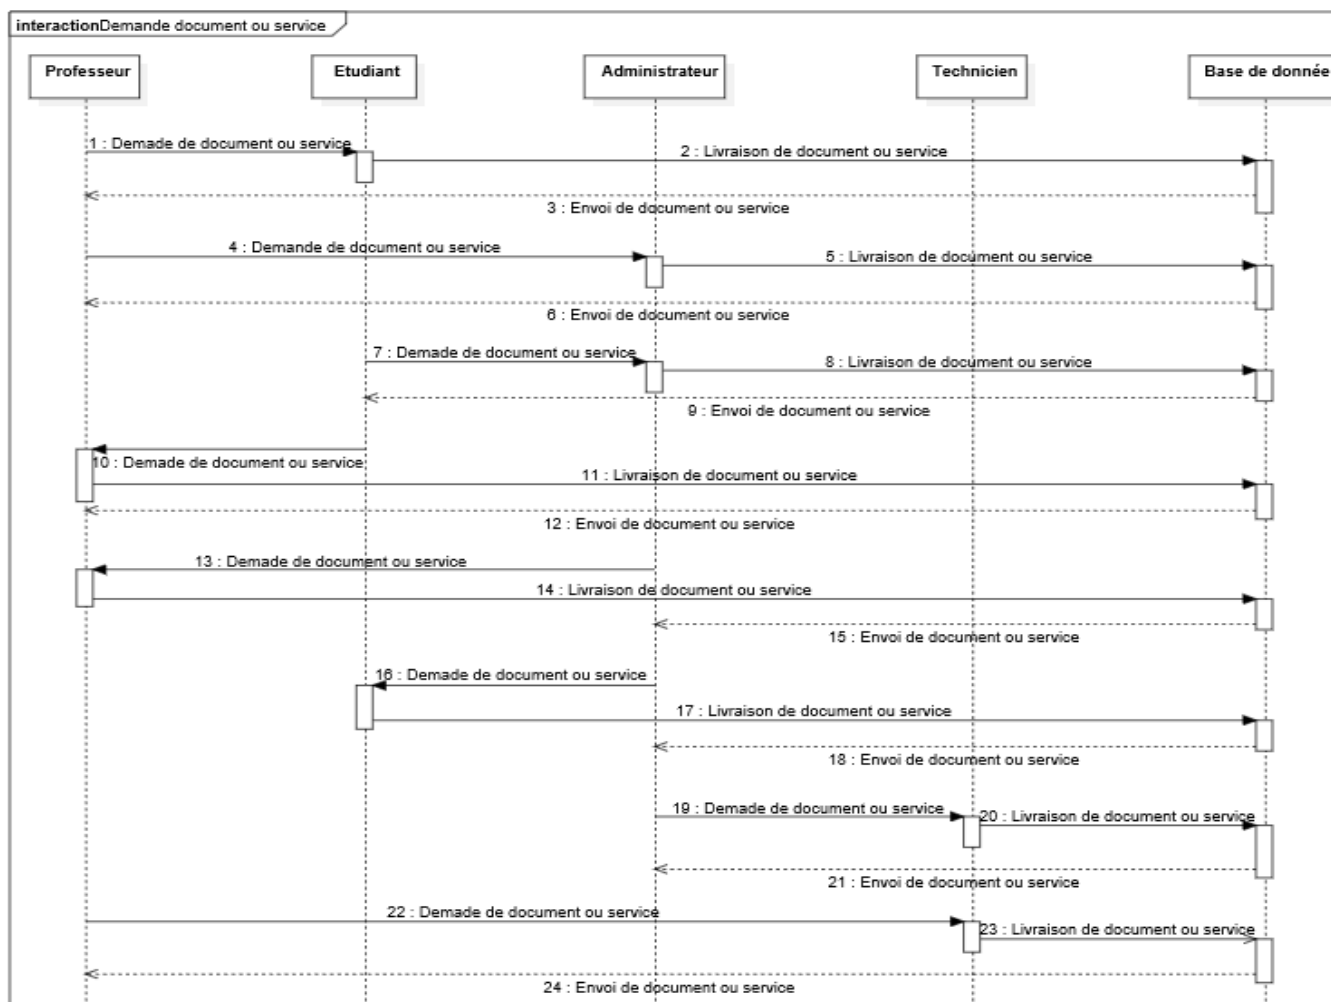 interactionDemande document ou service
Professeur Etudiant Administrateur Technicien Base de donnée
1 : Demade de document ou service
2 : Livraison de document ou service
3 : Envoi de document ou service
4 : Demande de document ou service
5 : Livraison de document ou service
6 : Envoi de document ou service
7 : Demade de document ou service
8 : Livraison de document ou service
9 : Envoi de document ou service
10 : Demade de document ou service
11 : Livraison de document ou service
12 : Envoi de document ou service
13 : Demade de document ou service
14 : Livraison de document ou service
15 : Envoi de document ou service
16 : Demade de document ou service
17 : Livraison de document ou service
18 : Envoi de document ou service
19 : Demade de document ou service
20 : Livraison de document ou service
21 : Envoi de document ou service
22 : Demade de document ou service
23 : Livraison de document ou service
24 : Envoi de document ou service